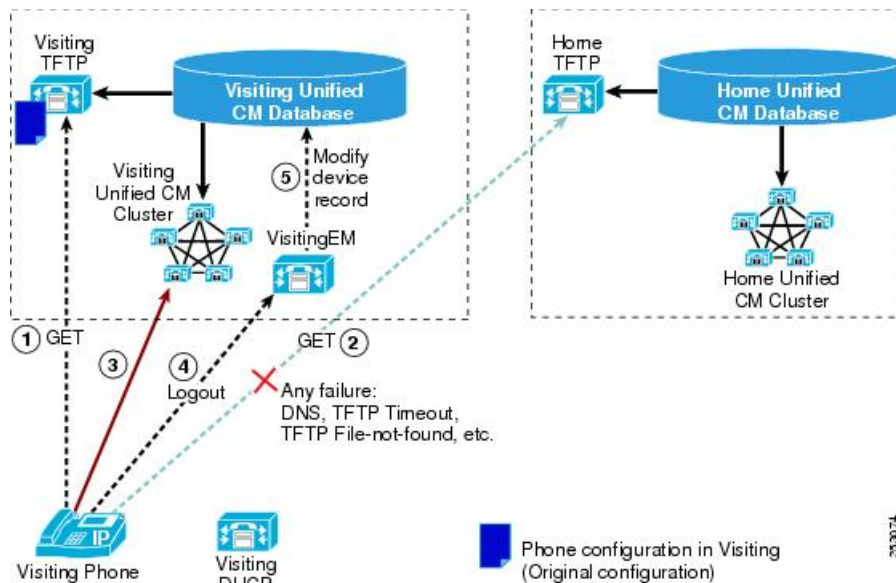 Visiting
TFTP
Visiting Unified
CM Database
Home
TFTP
Home Unified
CM Database
Visiting
Unified CM
Cluster
5
Modify
device
record
VisitingEM
Home Unified
CM Cluster
1 GET
3
4
Logout
GET 2
Any failure:
DNS, TFTP Timeout,
TFTP File-not-found, etc.
IP
Visiting Phone
Visiting
DHCP
Phone configuration in Visiting
(Original configuration)